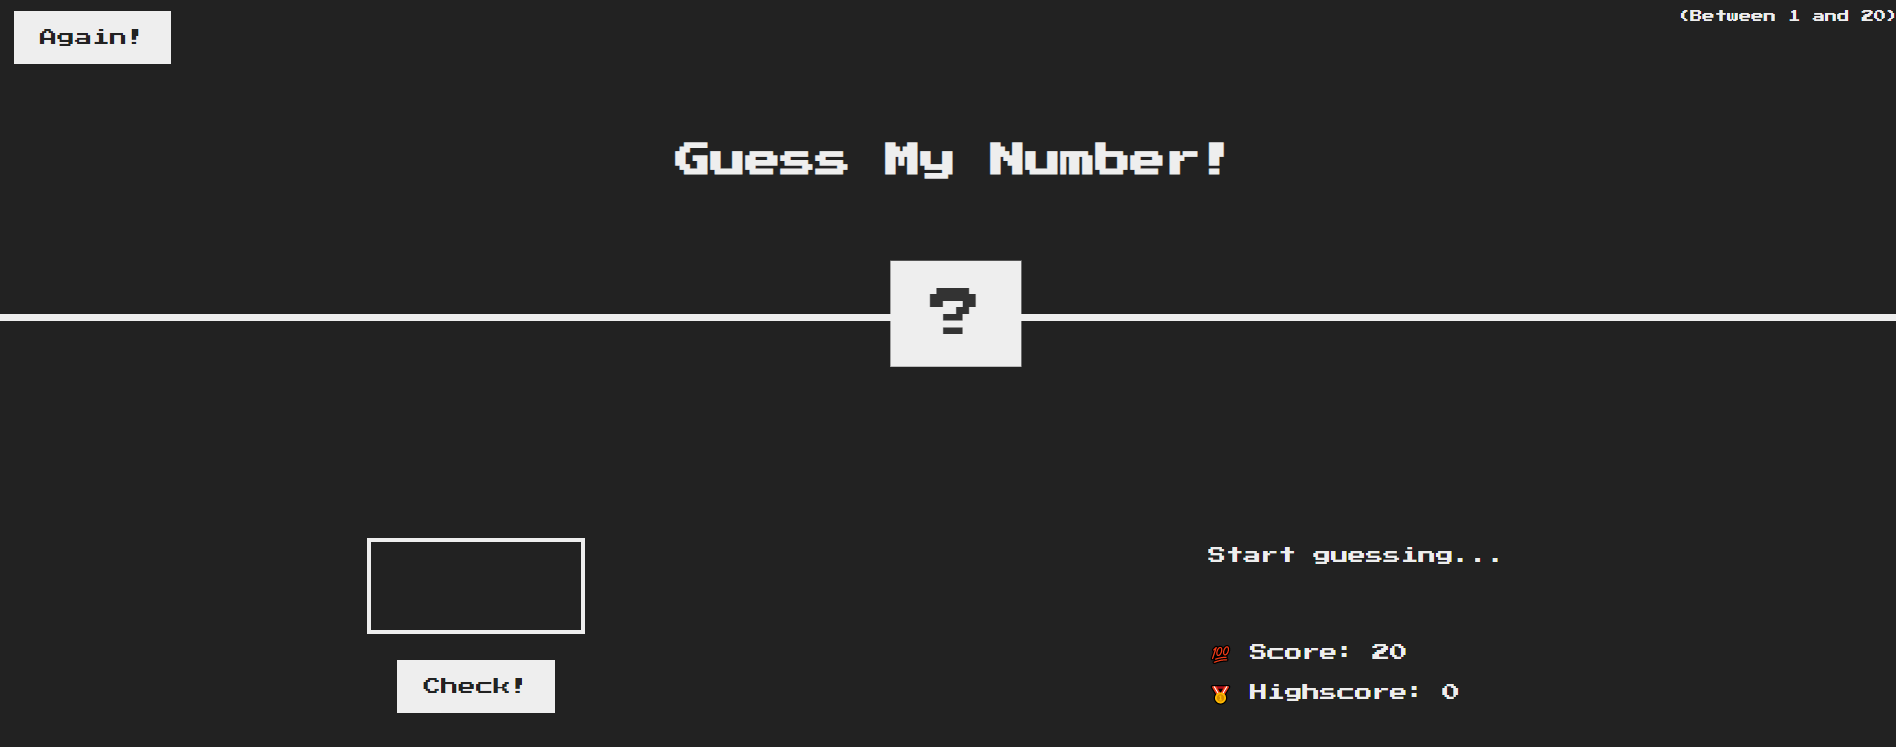 Again!
(Between 1 and 20)
Guess My Number!
?
Start guessing...
Check!
💯 Score: 20
🥇 Highscore: 0